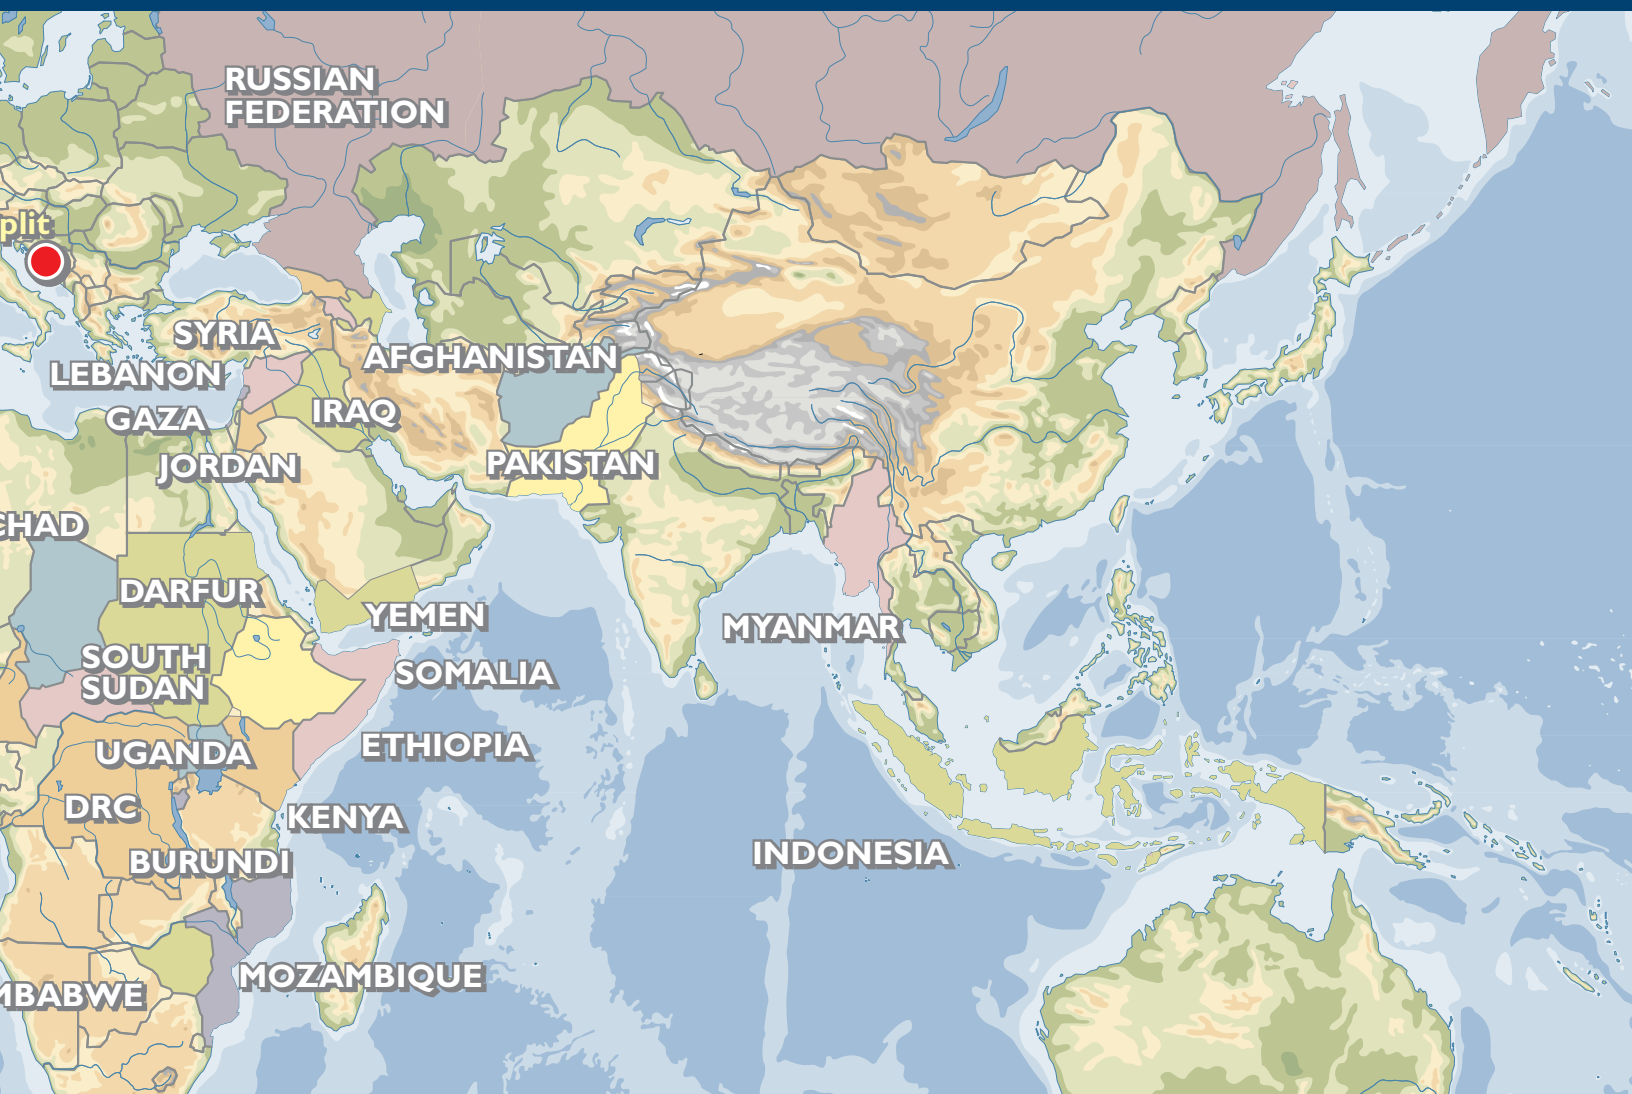 RUSSIAN
FEDERATION
plit
SYRIA
AFGHANISTAN
LEBANON
IRAQ
GAZA
PAKISTAN
JORDAN
CHAD
DARFUR
YEMEN
MYANMAR
SOUTH
SUDAN
SOMALIA
ETHIOPIA
UGANDA
DRC
KENYA
INDONESIA
BURUNDI
MOZAMBIQUE
MBABWE